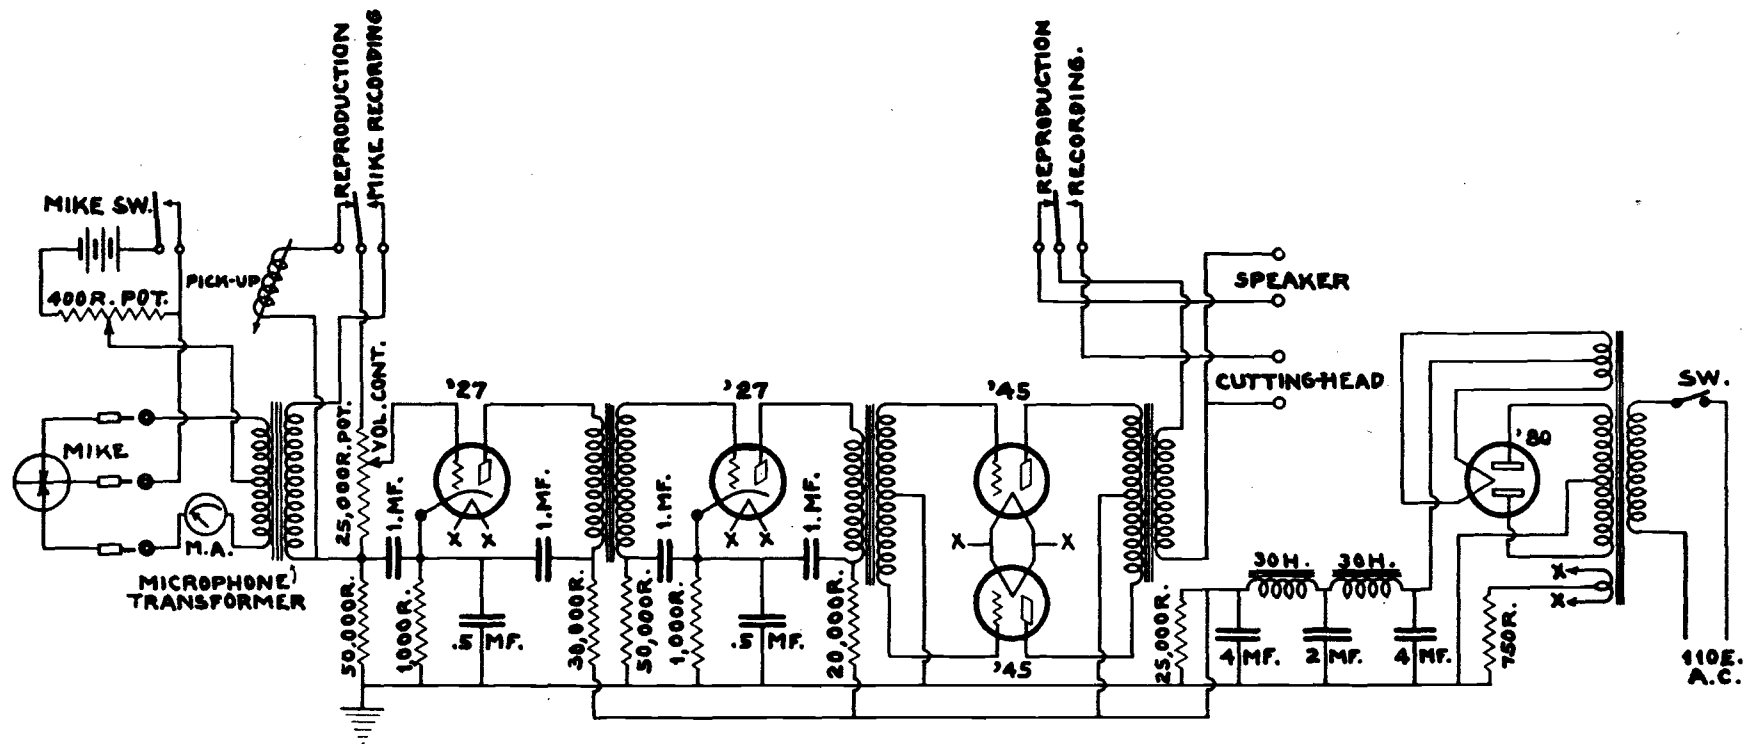 REPRODUCTION
MIKE RECORDING
REPRODUCTION
RECORDING.
MIKE SW.
PICK-UP
400 R. POT.
SPEAKER
CUTTING-HEAD
SW.
'27
'27
'45
'80
25,000R.POT.
VOL.CONT.
MIKE
M.A.
1.MF.
1.MF.
1.MF.
1.MF.
X X
X X
X X
MICROPHONE
TRANSFORMER
50,000R.
1000R.
.5 MF.
30,000R.
50,000R.
1,000R.
.5 MF.
20,000R.
'45
25,000R.
30H.
30H.
4 MF.
2 MF.
4 MF.
X
X
750R.
110E.
A.C.